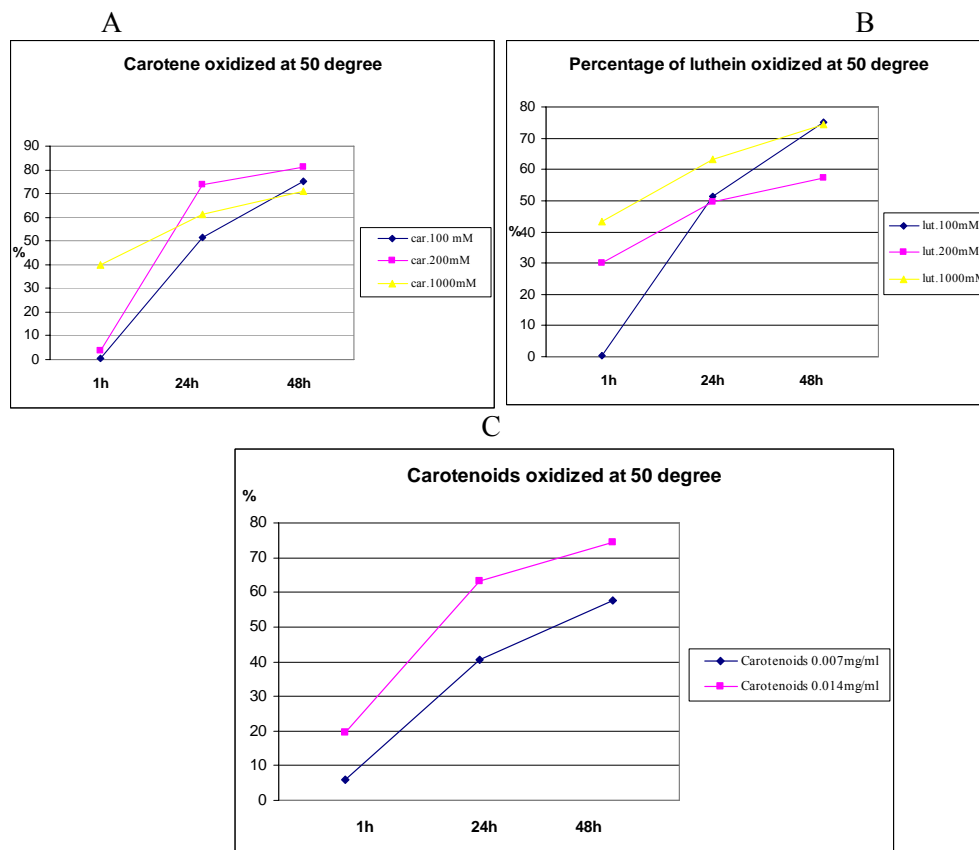 A
B
Carotene oxidized at 50 degree
90
80
70
60
50
%
40
30
20
10
0
1h 24h 48h
car.100 mM
car.200mM
car.1000mM
Percentage of luthein oxidized at 50 degree
80
70
60
50
%
40
30
20
10
0
1h 24h 48h
lut.100mM
lut.200mM
lut.1000mM
C
Carotenoids oxidized at 50 degree
%
80
70
60
50
40
30
20
10
0
1h 24h 48h
Carotenoids 0.007mg/ml
Carotenoids 0.014mg/ml